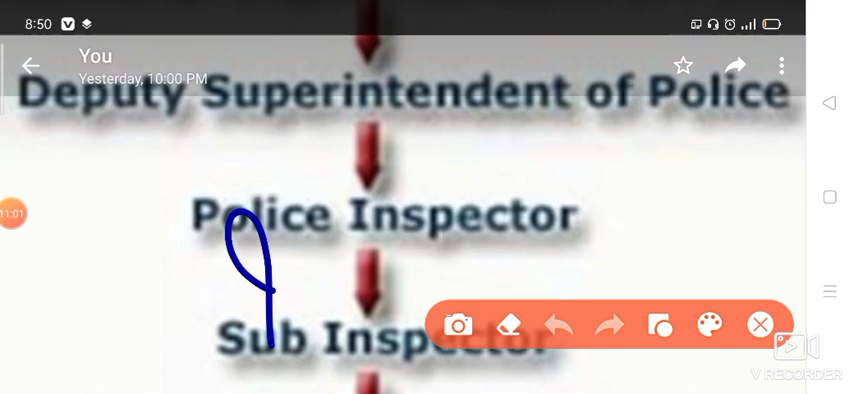 8:50
You
Yesterday, 10:00 PM
Deputy Superintendent of Police
11:01
Police Inspector
Sub Inspector
V RECORDER